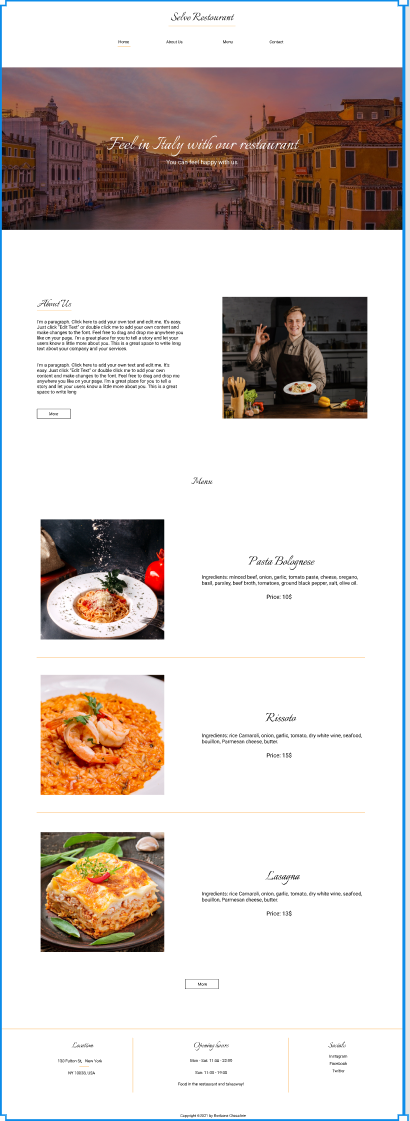 Selvo Restaurant
Home
About Us
Menu
Contact
Feel in Italy with our restaurant
You can feel happy with us.
About Us
I'm a paragraph. Click here to add your own text and edit me. It's easy.
Just click "Edit Text" or double click me to add your own content and
make changes to the font. Feel free to drag and drop me anywhere you
like on your page. I'm a great place for you to tell a story and let your
users know a little more about you. This is a great space to write long
text about your company and your services
I'm a paragraph. Click here to add your own text and edit me. It's
easy. Just click "Edit Text" or double click me to add your own
content and make changes to the font. Feel free to drag and drop me
anywhere you like on your page. I'm a great place for you to tell a
story and let your users know a little more about you. This is a great
space to write long
More
Menu
Pasta Bolognese
Ingredients: minced beef, onion, garlic, tomato paste, cheese, oregano,
basil, parsley, beef broth, tomatoes, ground black pepper, salt, olive oil.
Price: 10$
Rissoto
Ingredients: rice Carnaroli, onion, garlic, tomato, dry white wine, seafood,
bouillon, Parmesan cheese, butter.
Price: 15$
Lasagna
Ingredients: rice Carnaroli, onion, garlic, tomato, dry white wine, seafood,
bouillon, Parmesan cheese, butter.
Price: 13$
More
Location
Fulton St, New York
NY 10038, USA
Opening hours
Mon - Sat: 11:00 - 23:00
Sun: 11:00 - 19:00
Food in the restaurant and takeaway!
Socials
Instagram
Facebook
Twitter
Copyright ©2021 by Barbara